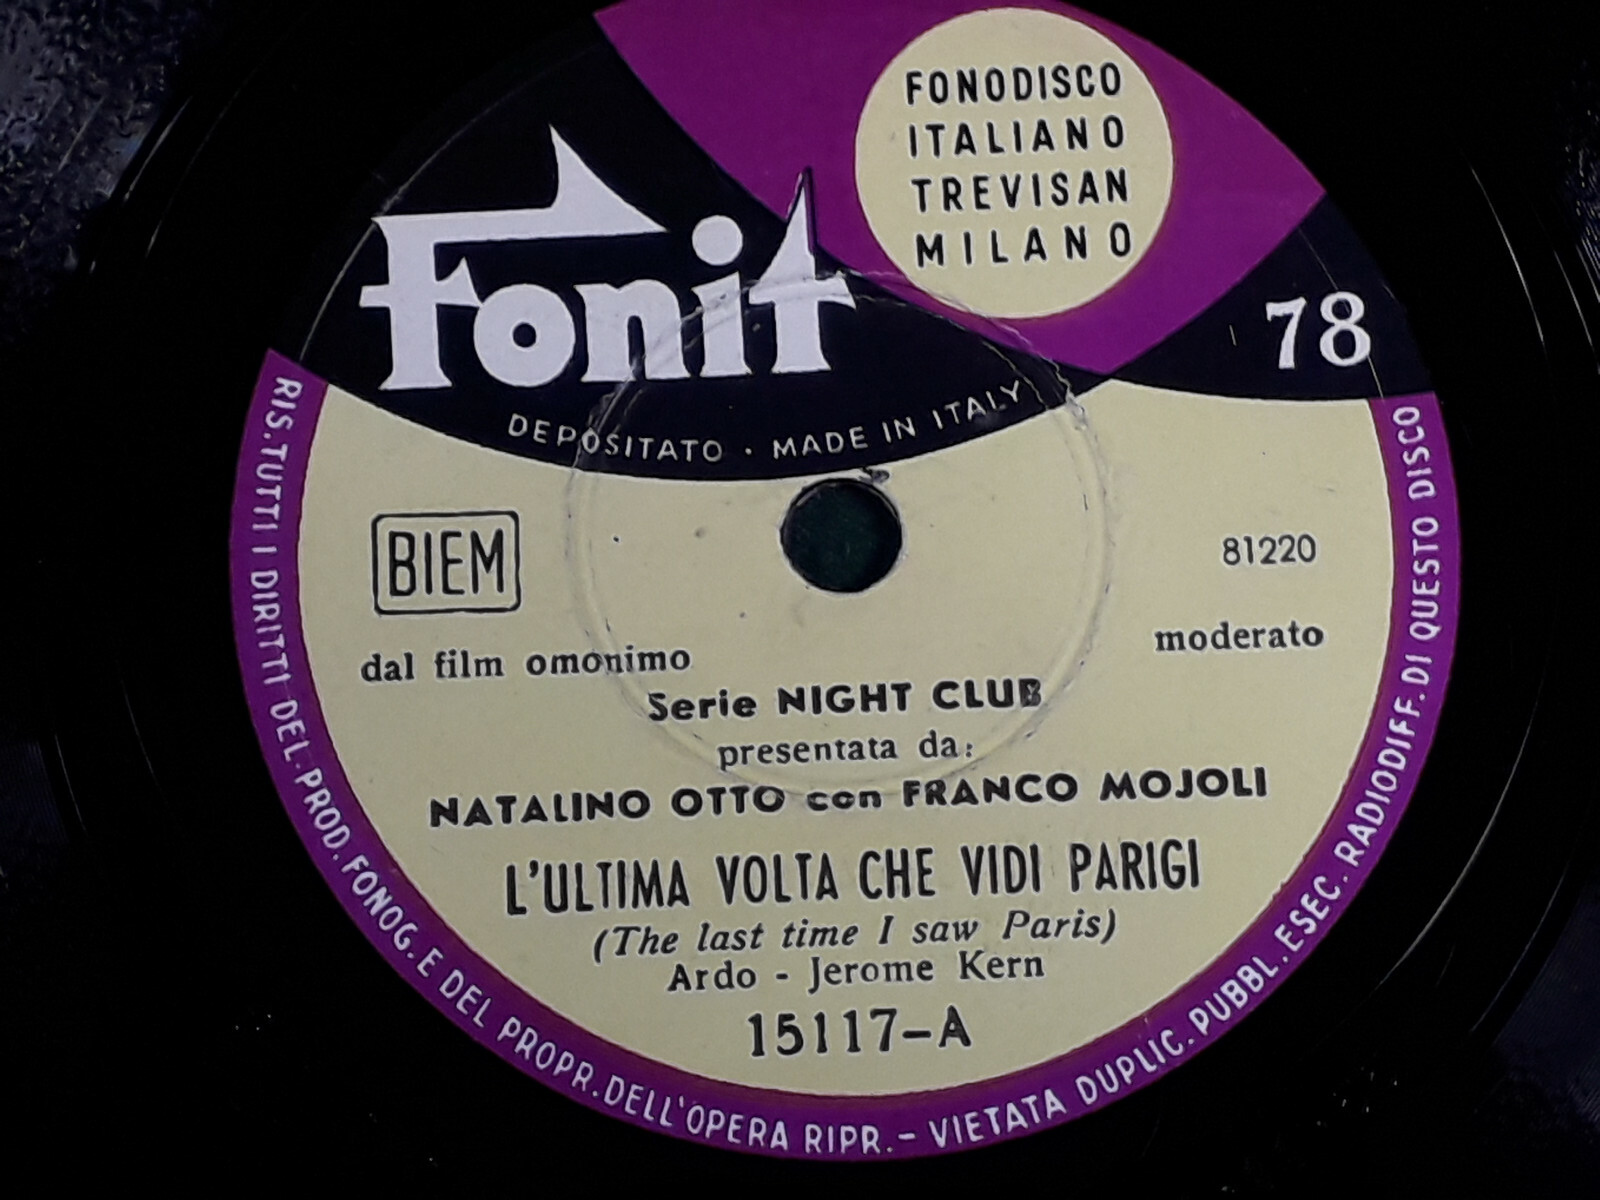 FONODISCO
ITALIANO
TREVISAN
MILANO
Fonit
78
DEPOSITATO · MADE IN ITALY
BIEM
81220
dal film omonimo
moderato
Serie NIGHT CLUB
presentata da:
NATALINO OTTO con FRANCO MOJOLI
L'ULTIMA VOLTA CHE VIDI PARIGI
(The last time I saw Paris)
Ardo - Jerome Kern
15117-A
RIS.TUTTI I DIRITTI DEL PROD.FONOG.E DEL PROPR.DELL'OPERA RIPR.- VIETATA DUPLIC.PUBBL.ESEC.RADIODIFF.DI QUESTO DISCO